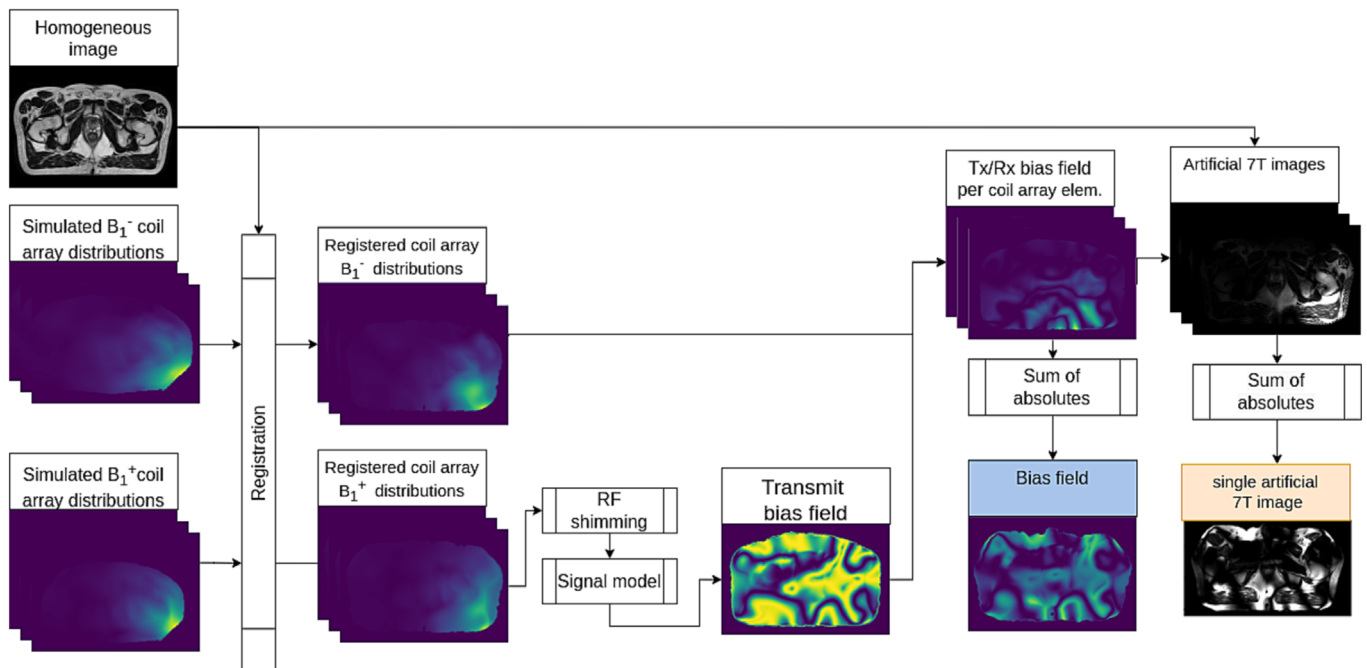 Homogeneous
image
Simulated B₁⁻ coil
array distributions
Simulated B₁⁺coil
array distributions
Registration
Registered coil array
B₁⁻ distributions
Registered coil array
B₁⁺ distributions
RF
shimming
Signal model
Transmit
bias field
Tx/Rx bias field
per coil array elem.
Sum of
absolutes
Bias field
Artificial 7T images
Sum of
absolutes
single artificial
7T image